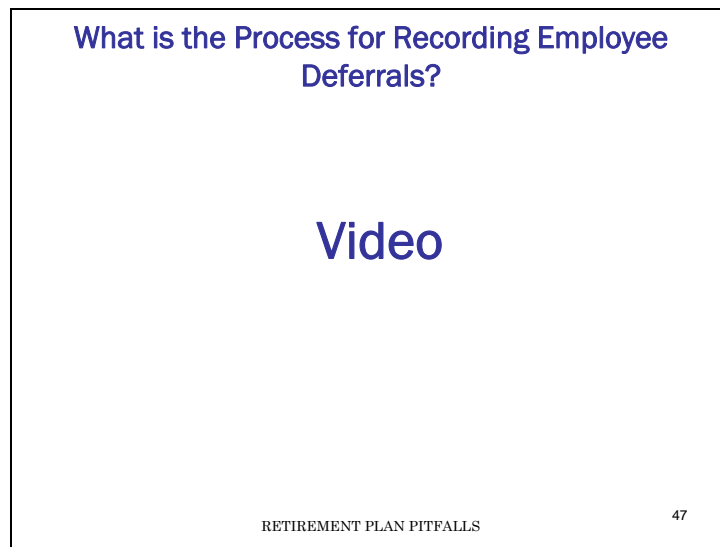 What is the Process for Recording Employee
Deferrals?
Video
47
RETIREMENT PLAN PITFALLS